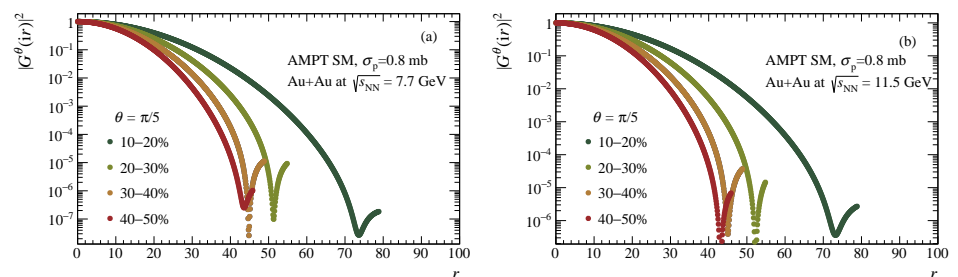 |G^θ(ir)|^2
1
10^−1
10^−2
10^−3
10^−4
10^−5
10^−6
10^−7
(a)
AMPT SM, σ_p=0.8 mb
Au+Au at √s_NN = 7.7 GeV
θ = π/5
10–20%
20–30%
30–40%
40–50%
0 10 20 30 40 50 60 70 80 90 100
r
|G^θ(ir)|^2
1
10^−1
10^−2
10^−3
10^−4
10^−5
10^−6
(b)
AMPT SM, σ_p=0.8 mb
Au+Au at √s_NN = 11.5 GeV
θ = π/5
10–20%
20–30%
30–40%
40–50%
0 10 20 30 40 50 60 70 80 90 100
r